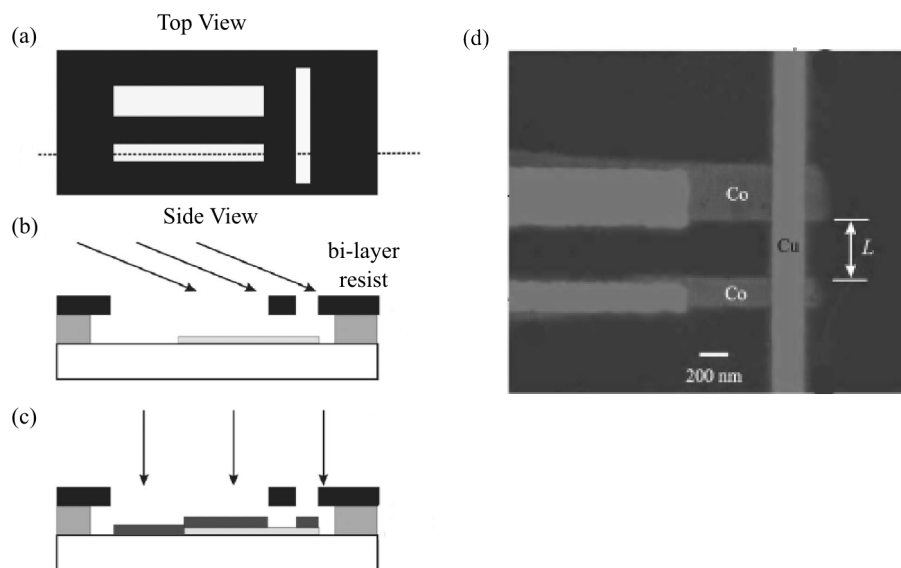 Top View
(a)
(d)
Side View
(b)
bi-layer
resist
(c)
Co
Cu
L
Co
200 nm